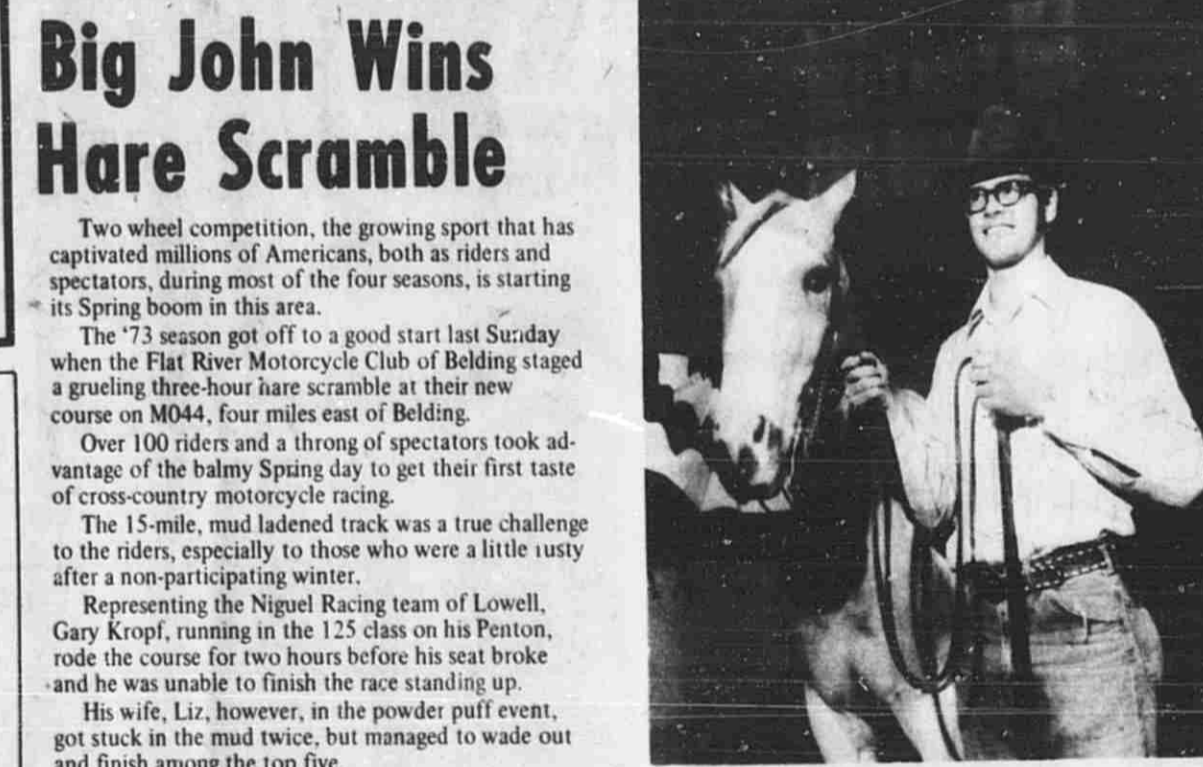 Big John Wins
Hare Scramble
Two wheel competition, the growing sport that has
captivated millions of Americans, both as riders and
spectators, during most of the four seasons, is starting
its Spring boom in this area.
The '73 season got off to a good start last Sunday
when the Flat River Motorcycle Club of Belding staged
a grueling three-hour hare scramble at their new
course on M044, four miles east of Belding.
Over 100 riders and a throng of spectators took ad-
vantage of the balmy Spring day to get their first taste
of cross-country motorcycle racing.
The 15-mile, mud ladened track was a true challenge
to the riders, especially to those who were a little rusty
after a non-participating winter.
Representing the Niguel Racing team of Lowell,
Gary Kropf, running in the 125 class on his Penton,
rode the course for two hours before his seat broke
and he was unable to finish the race standing up.
His wife, Liz, however, in the powder puff event,
got stuck in the mud twice, but managed to wade out
and finish among the top five